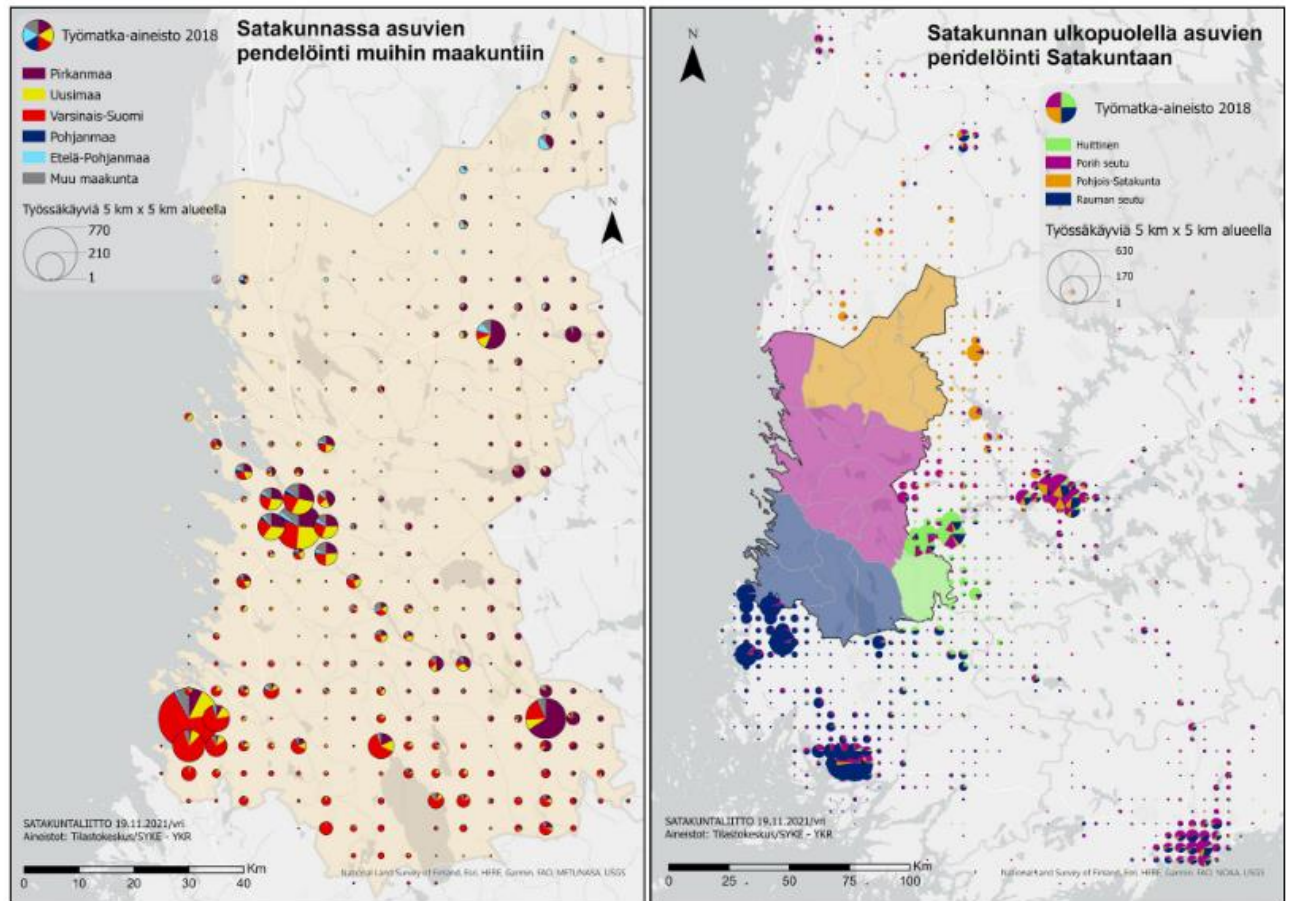 Työmatka-aineisto 2018
Satakunnassa asuvien
pendelöinti muihin maakuntiin
Pirkanmaa
Uusimaa
Varsinais-Suomi
Pohjanmaa
Etelä-Pohjanmaa
Muu maakunta
Työssäkäyviä 5 km x 5 km alueella
770
210
1
N
SATAKUNTALIITTO 19.11.2021/vri
Aineistot: Tilastokeskus/SYKE - YKR
Km
0 10 20 30 40
National Land Survey of Finland, Esri, HERE, Garmin, FAO, METI/NASA, USGS
N
Satakunnan ulkopuolella asuvien
pendelöinti Satakuntaan
Työmatka-aineisto 2018
Huittinen
Porin seutu
Pohjois-Satakunta
Rauman seutu
Työssäkäyviä 5 km x 5 km alueella
630
170
1
SATAKUNTALIITTO 19.11.2021/vri
Aineistot: Tilastokeskus/SYKE - YKR
Km
0 25 50 75 100
National Land Survey of Finland, Esri, HERE, Garmin, FAO, NOAA, USGS